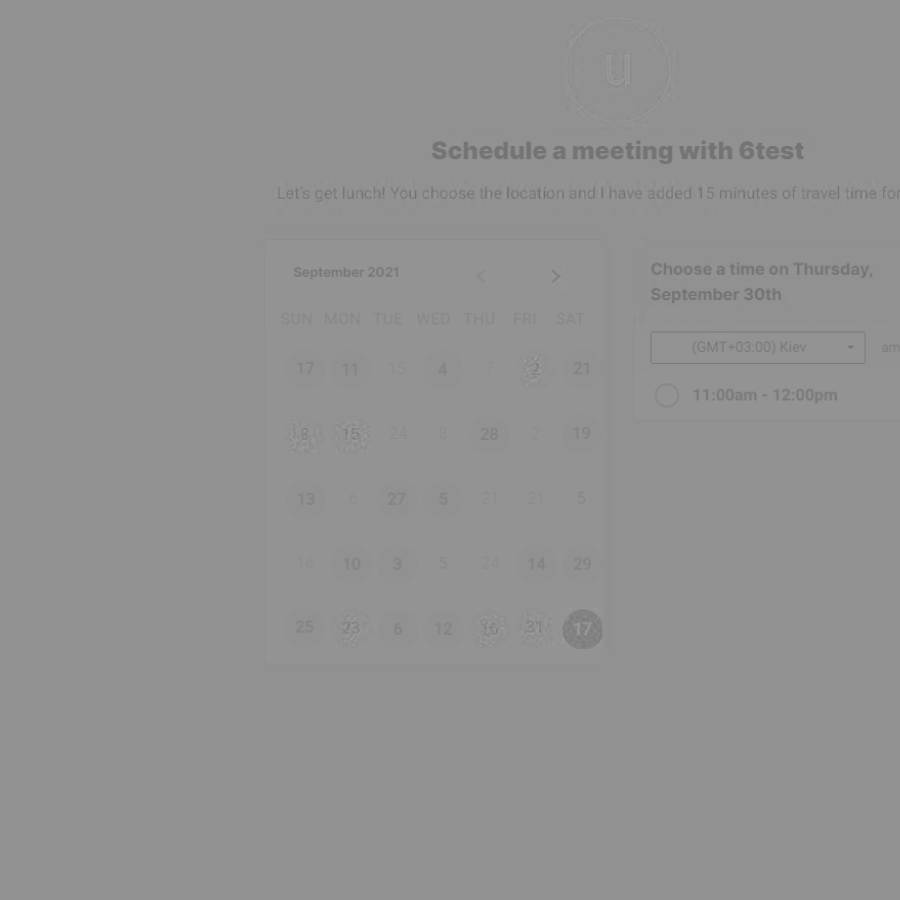 u
Schedule a meeting with 6test
Let's get lunch! You choose the location and I have added 15 minutes of travel time for
September 2021
SUN MON TUE WED THU FRI SAT
17 11 15 4 7 2 21
18 15 24 8 28 2 19
13 6 27 5 21 21 5
16 10 3 5 24 14 29
25 23 6 12 16 31 17
Choose a time on Thursday,
September 30th
(GMT+03:00) Kiev am
11:00am - 12:00pm